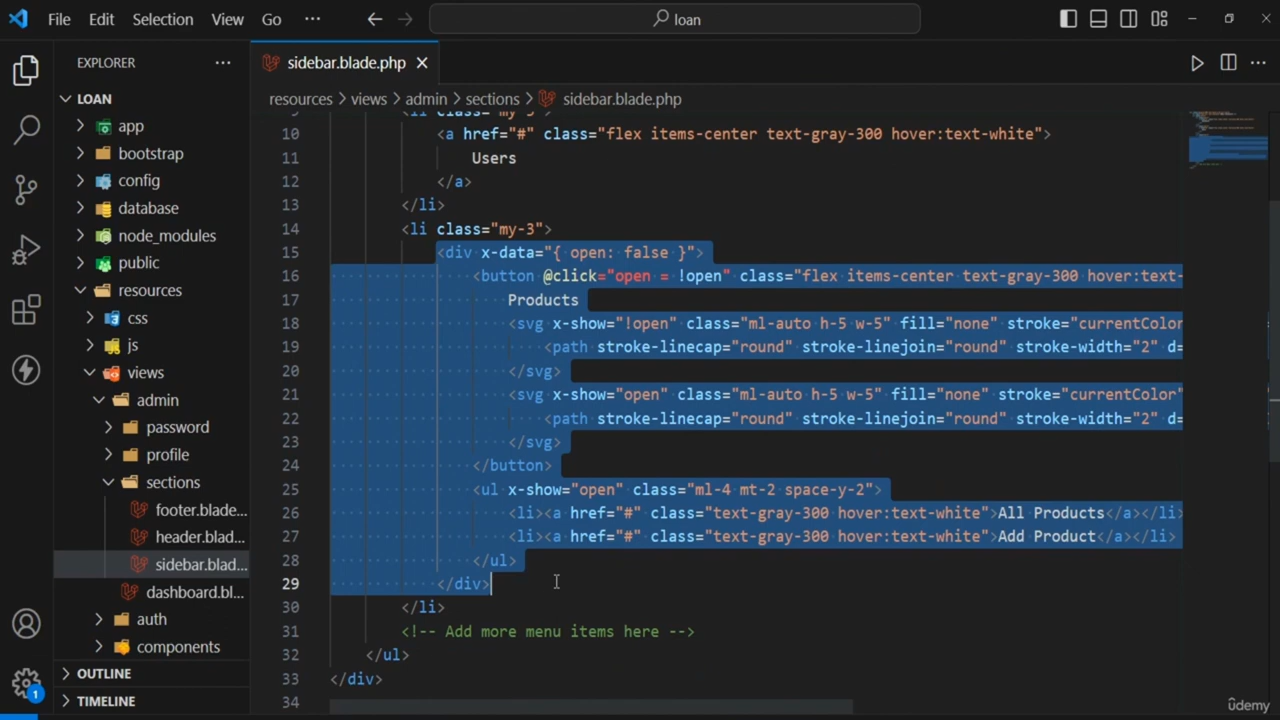 File Edit Selection View Go ··· loan
EXPLORER ··· sidebar.blade.php
LOAN
app
bootstrap
config
database
node_modules
public
resources
css
js
views
admin
password
profile
sections
footer.blade...
header.blad...
sidebar.blad...
dashboard.bl...
auth
components
OUTLINE
TIMELINE
1
resources > views > admin > sections > sidebar.blade.php
9 <li class="my-3">
10 <a href="#" class="flex items-center text-gray-300 hover:text-white">
11 Users
12 </a>
13 </li>
14 <li class="my-3">
15 <div x-data="{ open: false }">
16 <button @click="open = !open" class="flex items-center text-gray-300 hover:text-
17 Products
18 <svg x-show="!open" class="ml-auto h-5 w-5" fill="none" stroke="currentColor
19 <path stroke-linecap="round" stroke-linejoin="round" stroke-width="2" d=
20 </svg>
21 <svg x-show="open" class="ml-auto h-5 w-5" fill="none" stroke="currentColor"
22 <path stroke-linecap="round" stroke-linejoin="round" stroke-width="2" d=
23 </svg>
24 </button>
25 <ul x-show="open" class="ml-4 mt-2 space-y-2">
26 <li><a href="#" class="text-gray-300 hover:text-white">All Products</a></li>
27 <li><a href="#" class="text-gray-300 hover:text-white">Add Product</a></li>
28 </ul>
29 </div>
30 </li>
31 <!-- Add more menu items here -->
32 </ul>
33 </div>
34
ûdemy